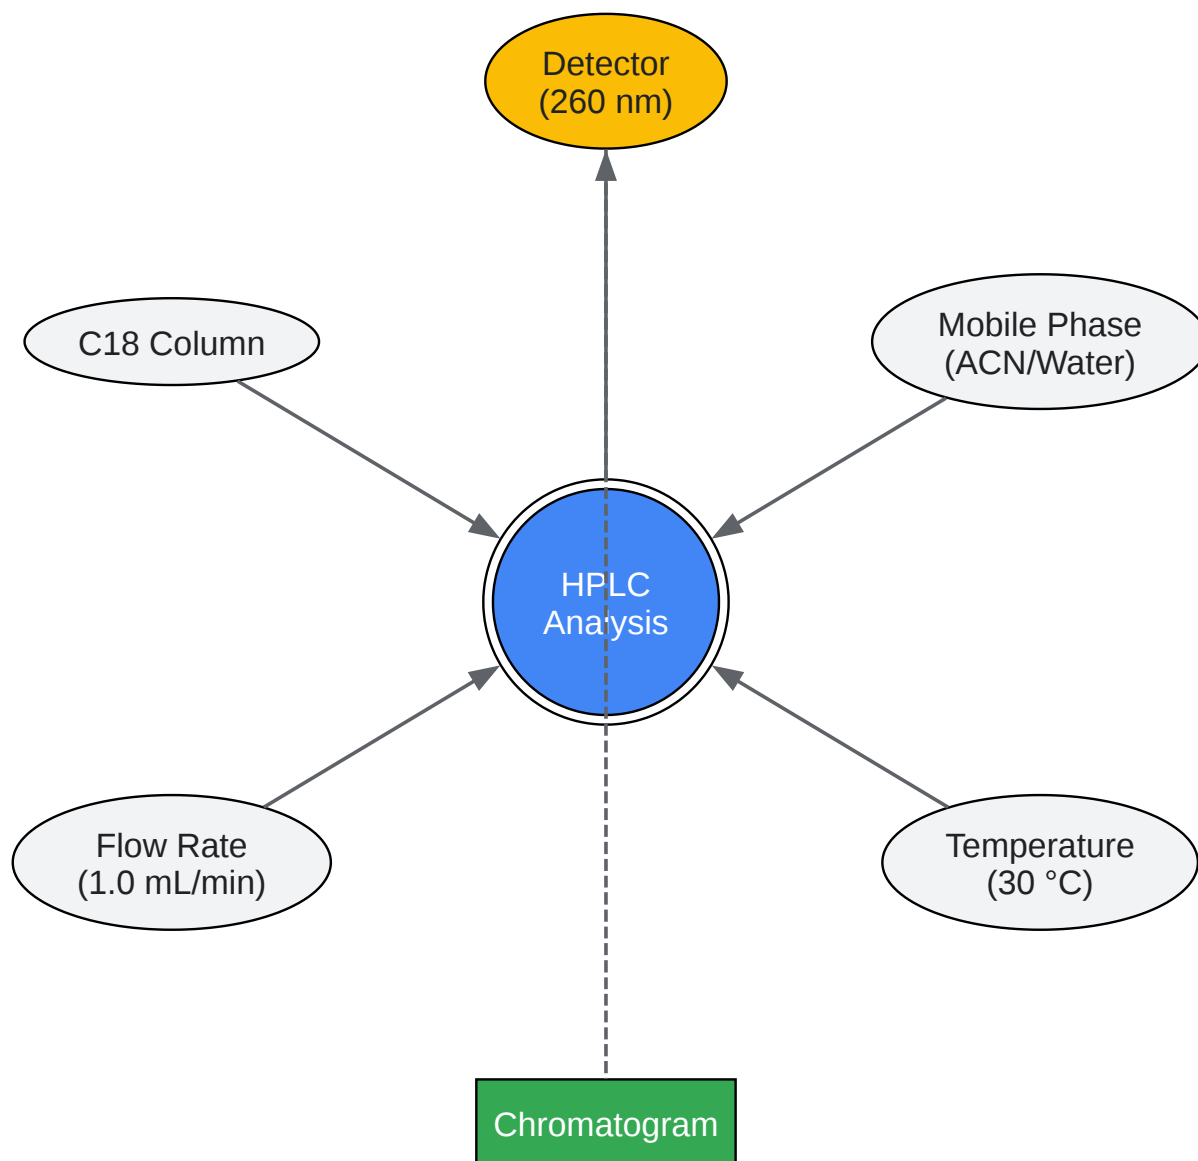 Detector
(260 nm)
C18 Column
Mobile Phase
(ACN/Water)
HPLC
Analysis
Flow Rate
(1.0 mL/min)
Temperature
(30 °C)
Chromatogram